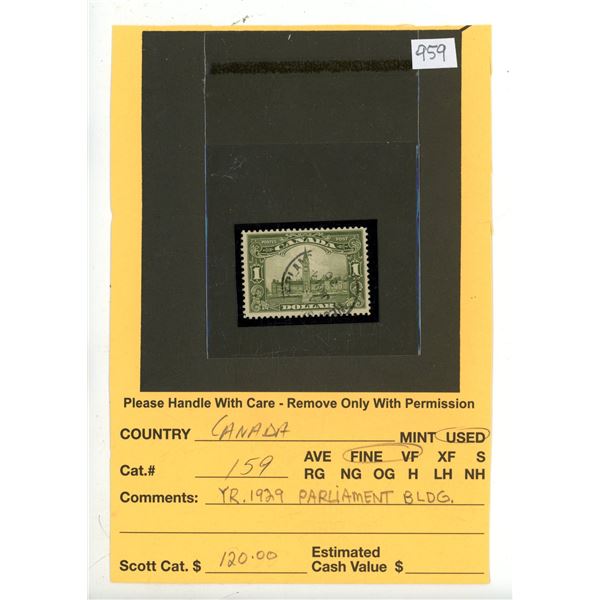 959
POSTES POST
CANADA
1 1
DOLLAR
Please Handle With Care - Remove Only With Permission
COUNTRY CANADA MINT USED
AVE FINE VF XF S
Cat.# 159 RG NG OG H LH NH
Comments: YR. 1929 PARLIAMENT BLDG.
Scott Cat. $ 120.00 Estimated Cash Value $